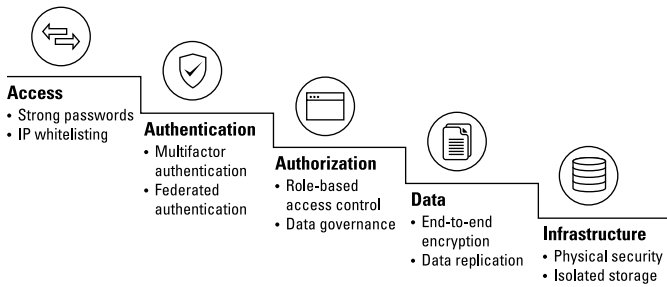 Access
• Strong passwords
• IP whitelisting
Authentication
• Multifactor
authentication
• Federated
authentication
Authorization
• Role-based
access control
• Data governance
Data
• End-to-end
encryption
• Data replication
Infrastructure
• Physical security
• Isolated storage